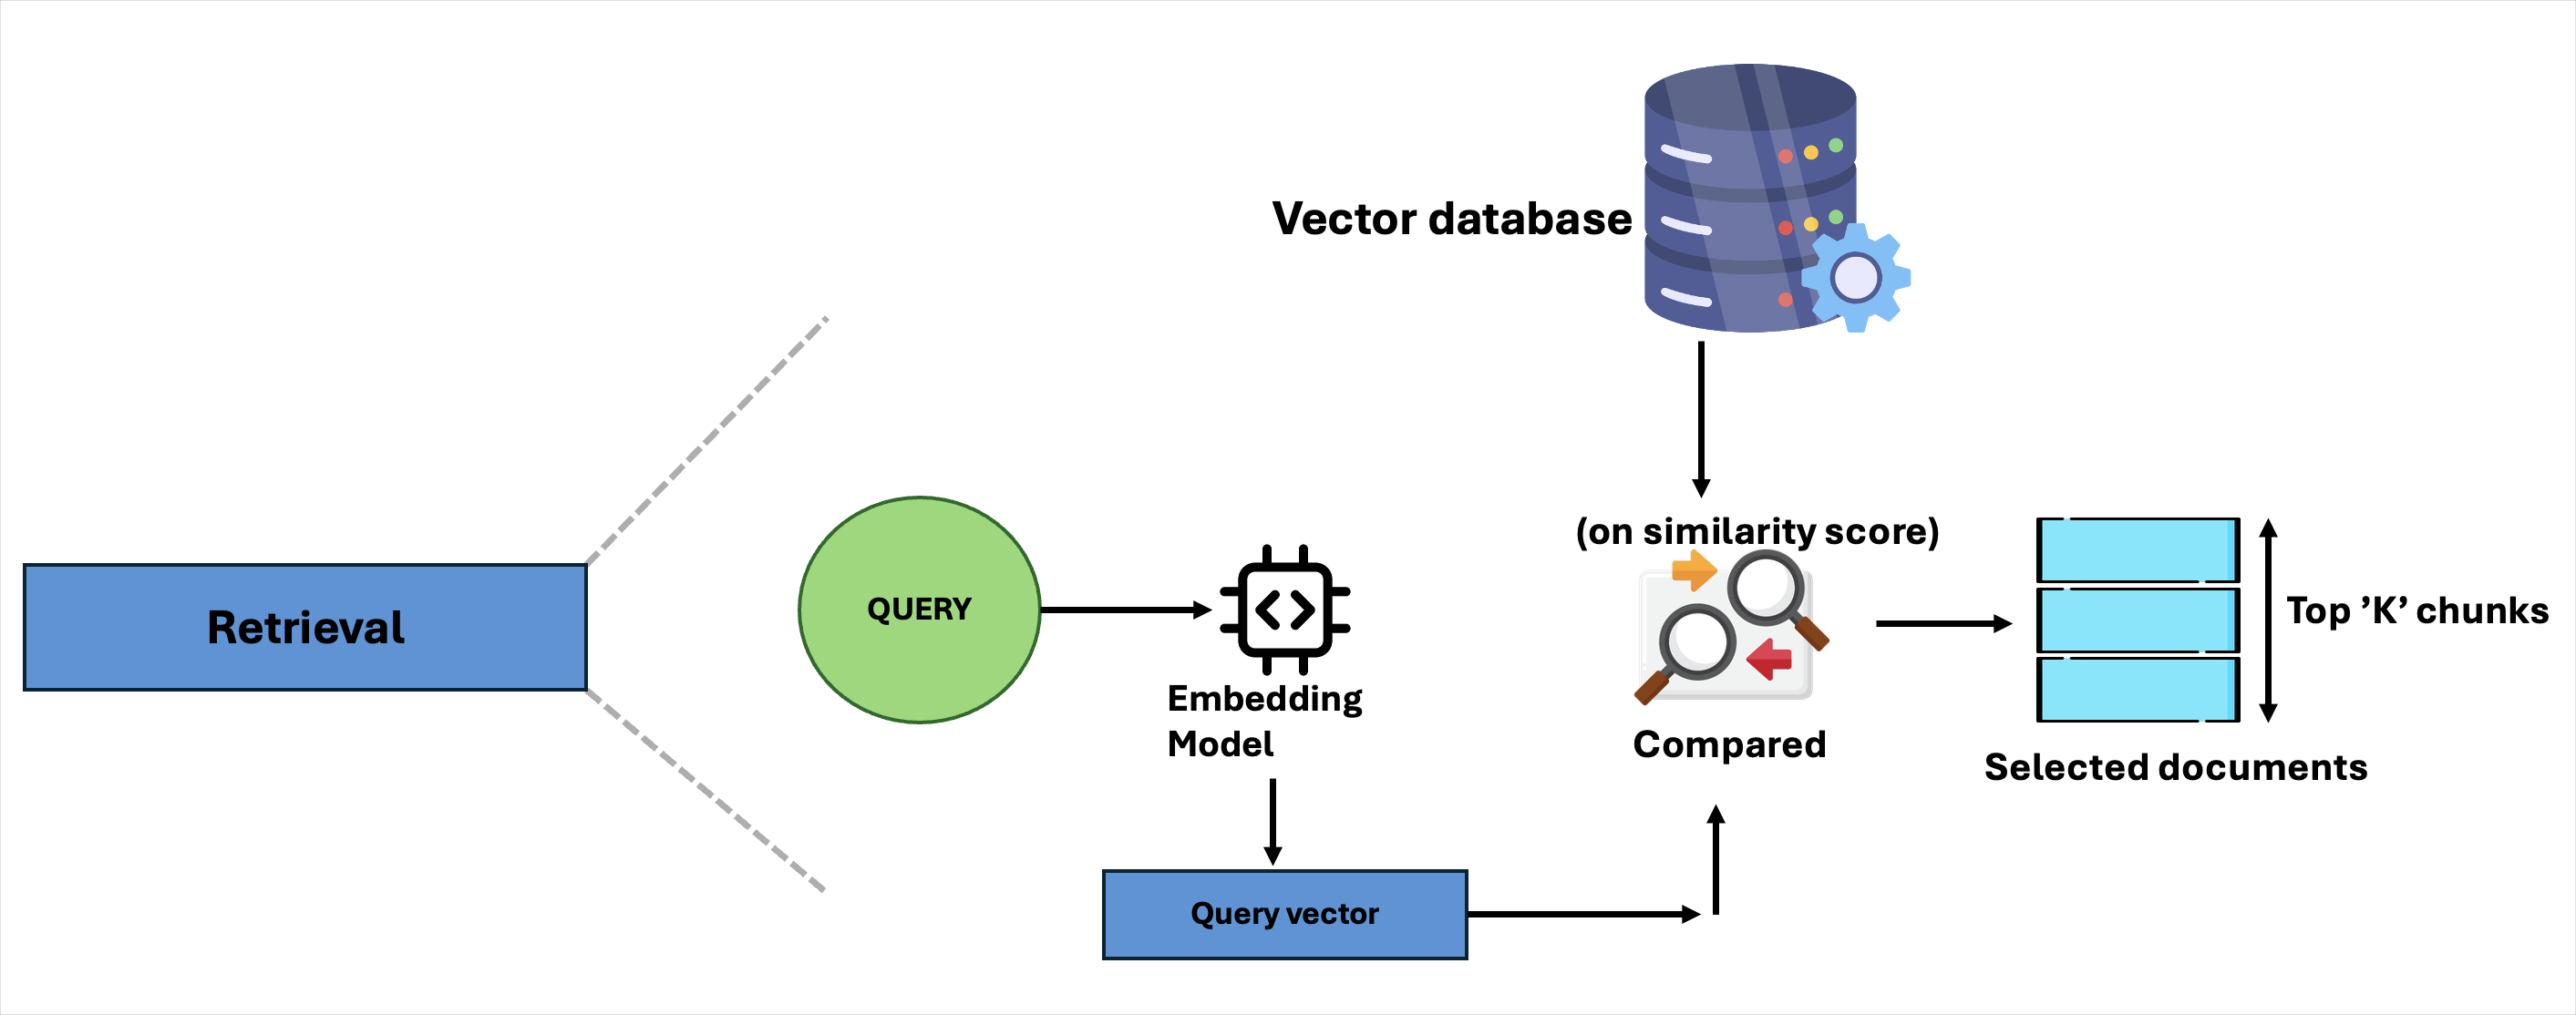 Vector database
(on similarity score)
Retrieval
QUERY
Embedding
Model
Compared
Top ’K’ chunks
Selected documents
Query vector